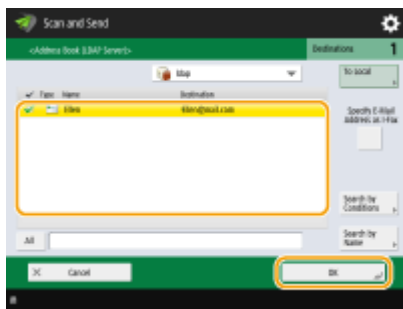 Scan and Send
<Address Book (LDAP Server)>
Destinations 1
ldap
To Local
Type Name Destination
Specify E-Mail
Address as I-Fax
Search by
Conditions
All
Search by
Name
Cancel
OK